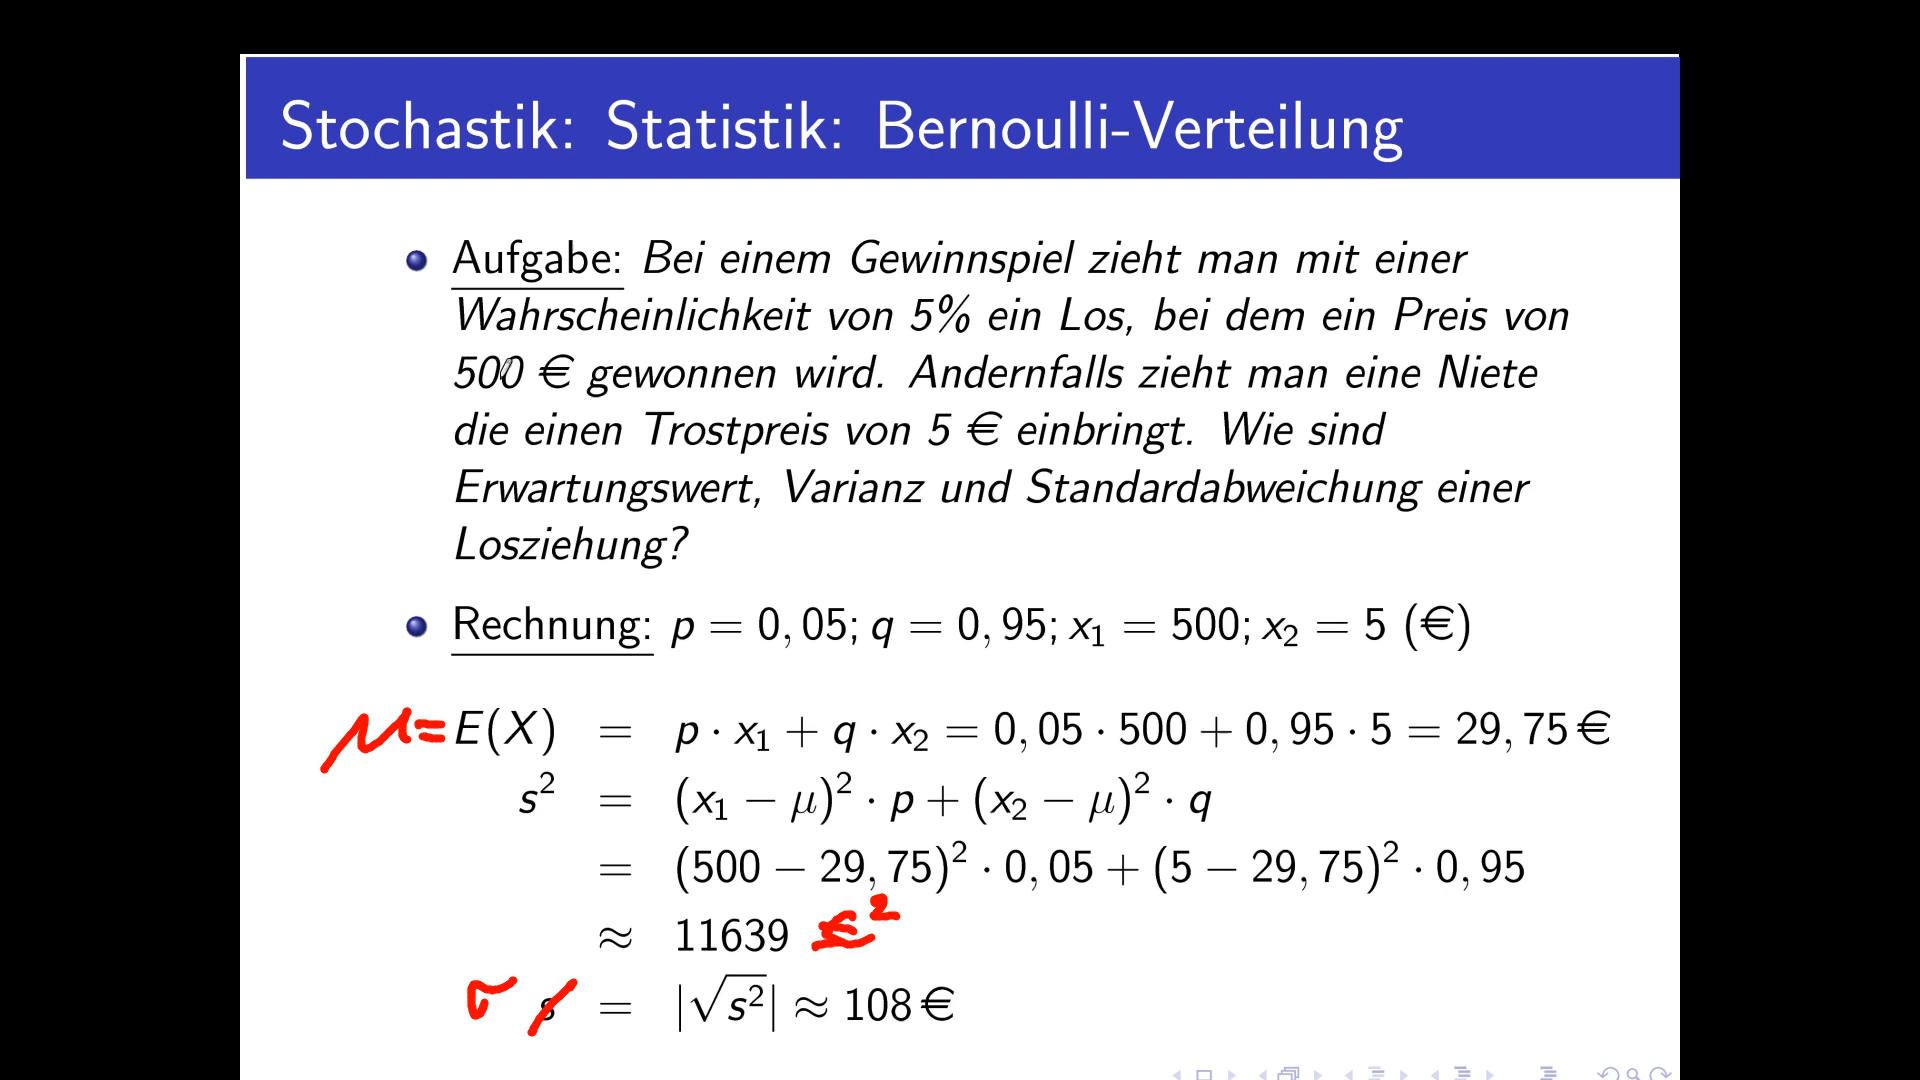 Stochastik: Statistik: Bernoulli-Verteilung
Aufgabe: Bei einem Gewinnspiel zieht man mit einer
Wahrscheinlichkeit von 5% ein Los, bei dem ein Preis von
500 € gewonnen wird. Andernfalls zieht man eine Niete
die einen Trostpreis von 5 € einbringt. Wie sind
Erwartungswert, Varianz und Standardabweichung einer
Losziehung?
Rechnung: p = 0, 05; q = 0, 95; x₁ = 500; x₂ = 5 (€)
μ= E(X) = p · x₁ + q · x₂ = 0, 05 · 500 + 0, 95 · 5 = 29, 75 €
s² = (x₁ − μ)² · p + (x₂ − μ)² · q
= (500 − 29, 75)² · 0, 05 + (5 − 29, 75)² · 0, 95
≈ 11639 €²
σ s = |√s²| ≈ 108 €